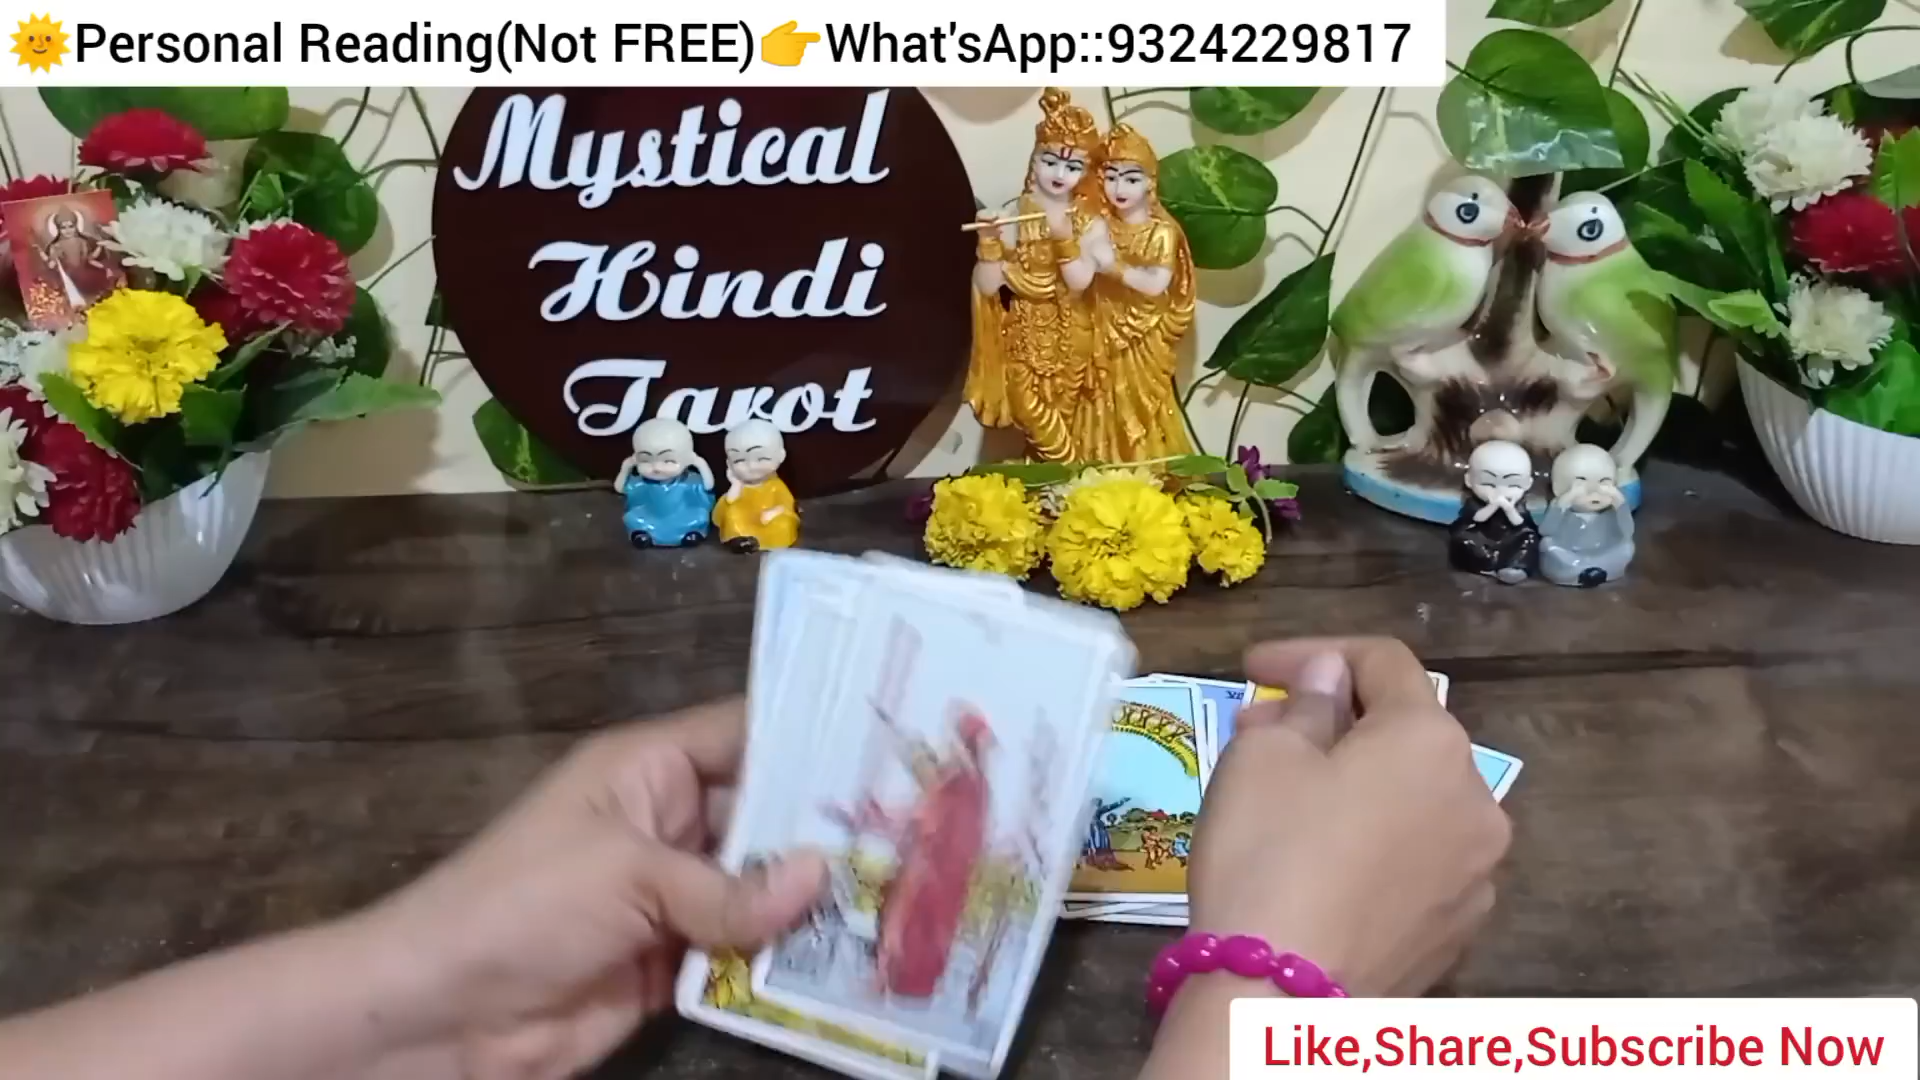 🌞Personal Reading(Not FREE)👉What'sApp::9324229817
Mystical
Hindi
Tarot
Like,Share,Subscribe Now